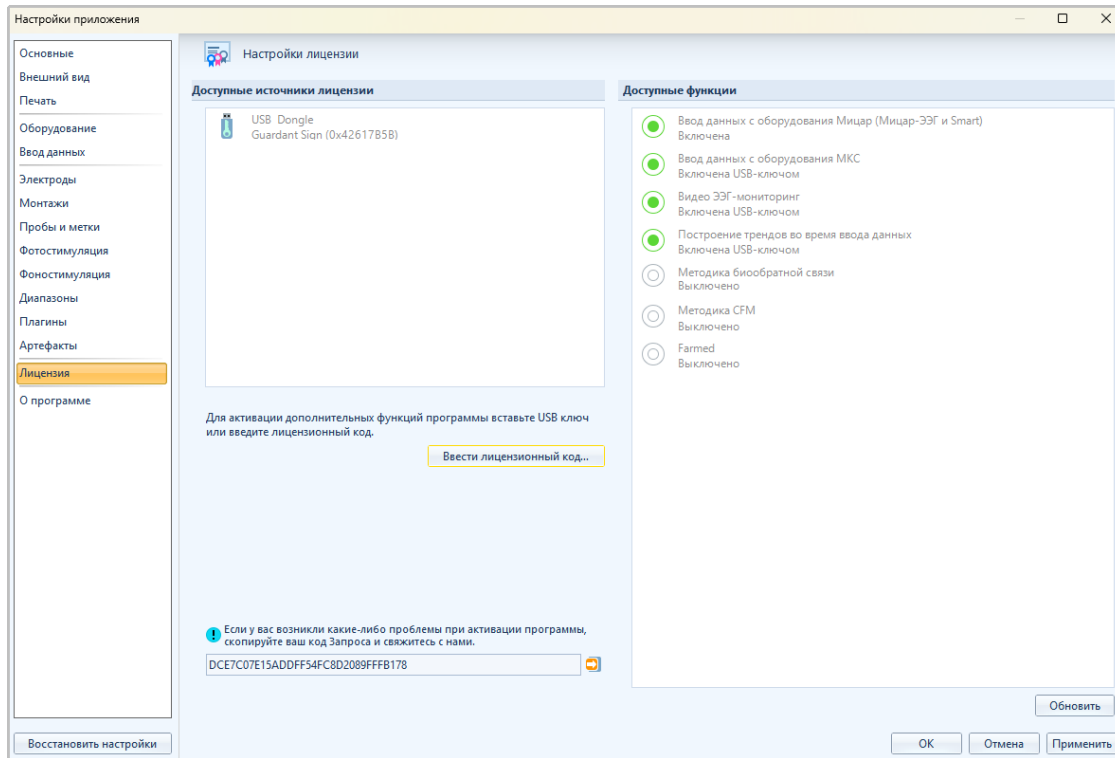 Настройки приложения
Основные
Внешний вид
Печать
Оборудование
Ввод данных
Электроды
Монтажи
Пробы и метки
Фотостимуляция
Фоностимуляция
Диапазоны
Плагины
Артефакты
Лицензия
О программе
Восстановить настройки
Настройки лицензии
Доступные источники лицензии
USB Dongle
Guardant Sign (0x42617B5B)
Для активации дополнительных функций программы вставьте USB ключ
или введите лицензионный код.
Ввести лицензионный код...
Если у вас возникли какие-либо проблемы при активации программы,
скопируйте ваш код Запроса и свяжитесь с нами.
DCE7C07E15ADDFF54FC8D2089FFFB178
Доступные функции
Ввод данных с оборудования Мицар (Мицар-ЭЭГ и Smart)
Включена
Ввод данных с оборудования МКС
Включена USB-ключом
Видео ЭЭГ-мониторинг
Включена USB-ключом
Построение трендов во время ввода данных
Включена USB-ключом
Методика биообратной связи
Выключено
Методика CFM
Выключено
Farmed
Выключено
Обновить
ОК
Отмена
Применить